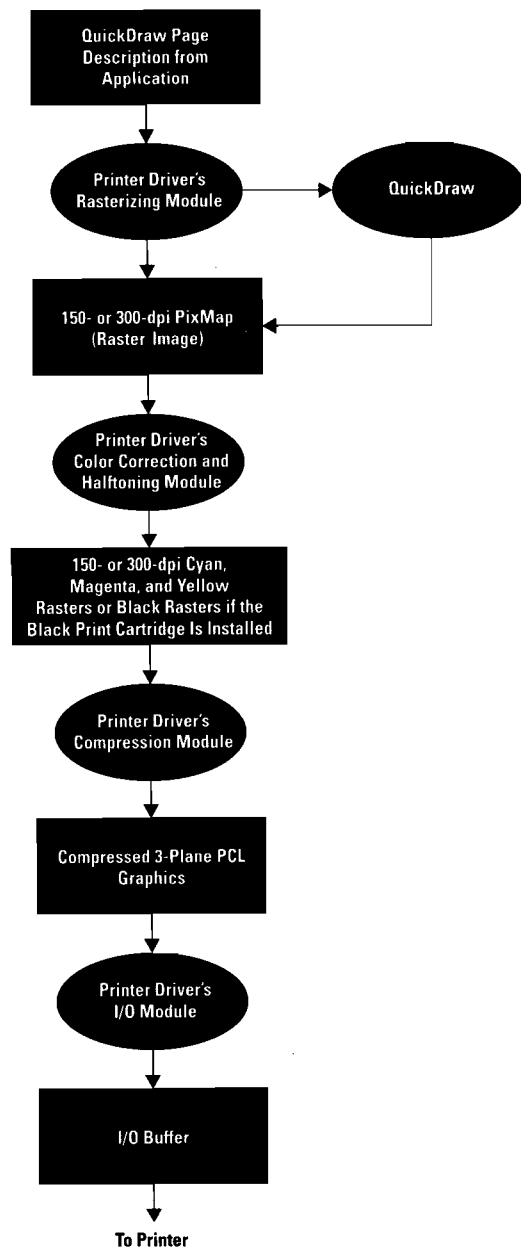 QuickDraw Page
Description from
Application
Printer Driver's
Rasterizing Module
QuickDraw
150- or 300-dpi PixMap
(Raster Image)
Printer Driver's
Color Correction and
Halftoning Module
150- or 300-dpi Cyan,
Magenta, and Yellow
Rasters or Black Rasters if the
Black Print Cartridge Is Installed
Printer Driver's
Compression Module
Compressed 3-Plane PCL
Graphics
Printer Driver's
I/O Module
I/O Buffer
To Printer